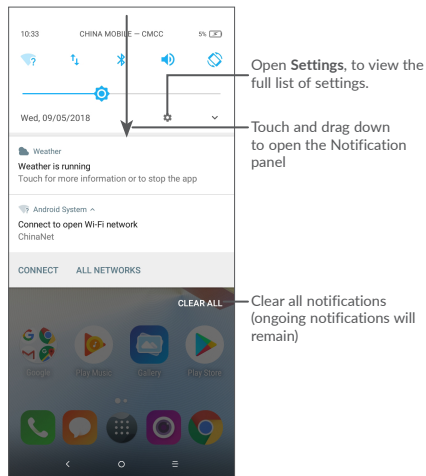 10:33 CHINA MOBILE — CMCC 5%
Open Settings, to view the
full list of settings.
Wed, 09/05/2018
Touch and drag down
to open the Notification
panel
Weather
Weather is running
Touch for more information or to stop the app
Android System
Connect to open Wi-Fi network
ChinaNet
CONNECT ALL NETWORKS
CLEAR ALL
Clear all notifications
(ongoing notifications will
remain)
Google Play Music Gallery Play Store